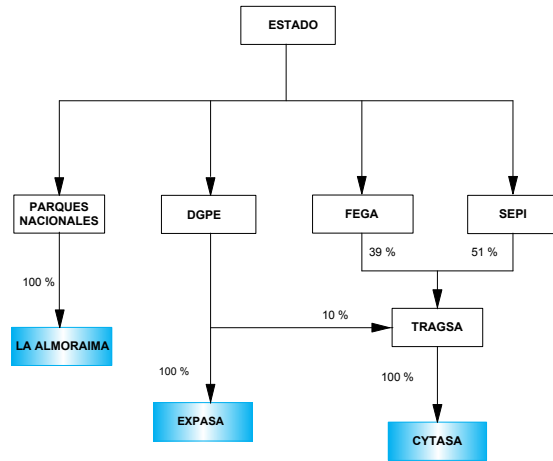 ESTADO
PARQUES
NACIONALES
DGPE
FEGA
SEPI
39 %
51 %
100 %
10 %
TRAGSA
LA ALMORAIMA
100 %
100 %
EXPASA
CYTASA